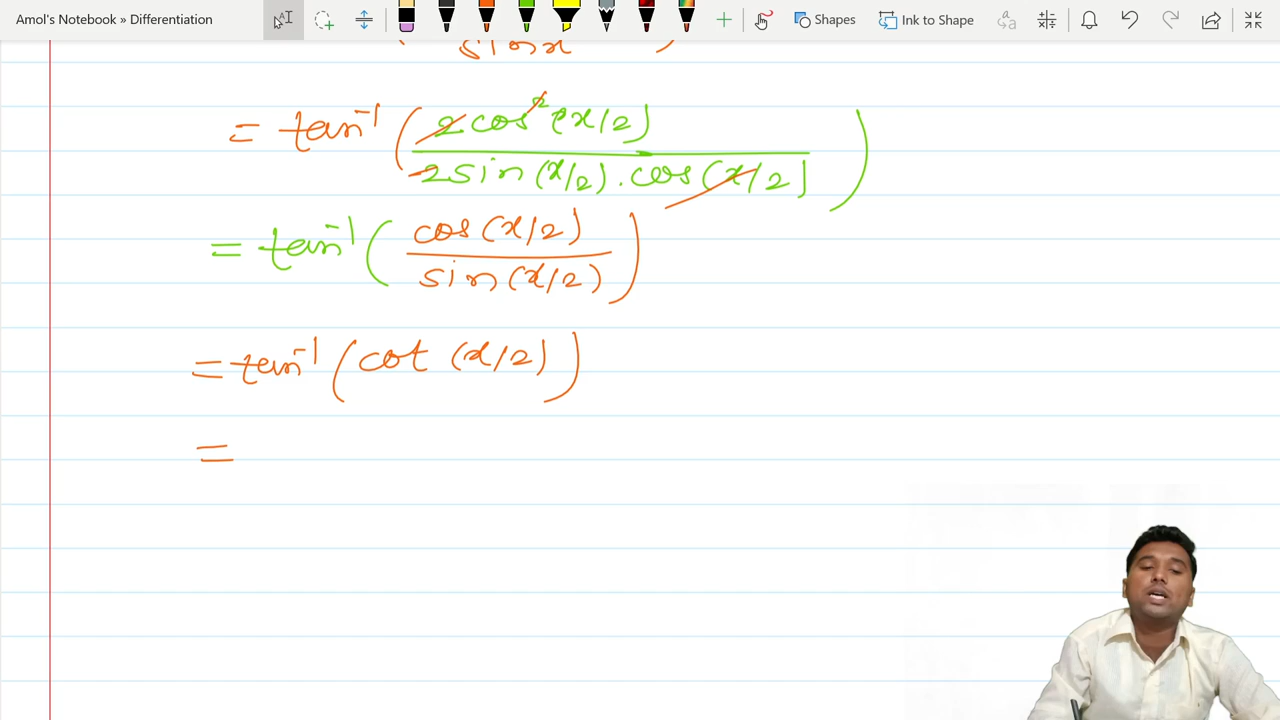 Amol's Notebook » Differentiation
Shapes
Ink to Shape
sinx )
= tan⁻¹ ( 2cos²(x/2) / 2sin(x/2).cos(x/2) )
= tan⁻¹ ( cos(x/2) / sin(x/2) )
= tan⁻¹ ( cot (x/2) )
=